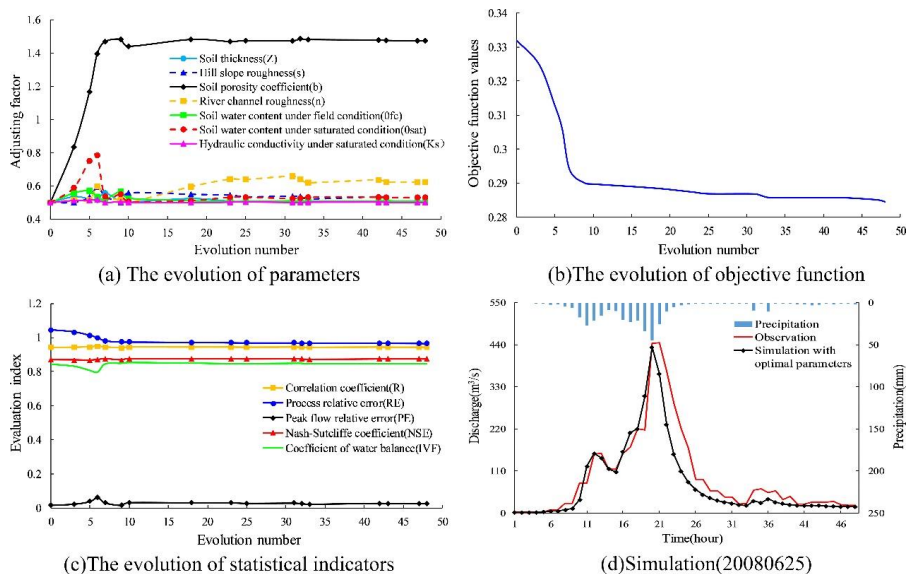 1.6
1.4
1.2
1
0.8
0.6
0.4
Adjusting factor
Soil thickness(Z)
Hill slope roughness(s)
Soil porosity coefficient(b)
River channel roughness(n)
Soil water content under field condition(θfc)
Soil water content under saturated condition(θsat)
Hydraulic conductivity under saturated condition(Ks)
0 5 10 15 20 25 30 35 40 45 50
Evolution number
(a) The evolution of parameters
0.34
0.33
0.32
0.31
0.3
0.29
0.28
Objective function values
0 5 10 15 20 25 30 35 40 45 50
Evolution number
(b)The evolution of objective function
1.2
1
0.8
0.6
0.4
0.2
0
Evaluation index
Correlation coefficient(R)
Process relative error(RE)
Peak flow relative error(PE)
Nash-Sutcliffe coefficient(NSE)
Coefficient of water balance(IVF)
0 5 10 15 20 25 30 35 40 45 50
Evolution number
(c)The evolution of statistical indicators
550
440
330
220
110
0
Discharge(m³/s)
Precipitation
Observation
Simulation with
optimal parameters
0
50
100
150
200
250
Precipitation(mm)
1 6 11 16 21 26 31 36 41 46
Time(hour)
(d)Simulation(20080625)